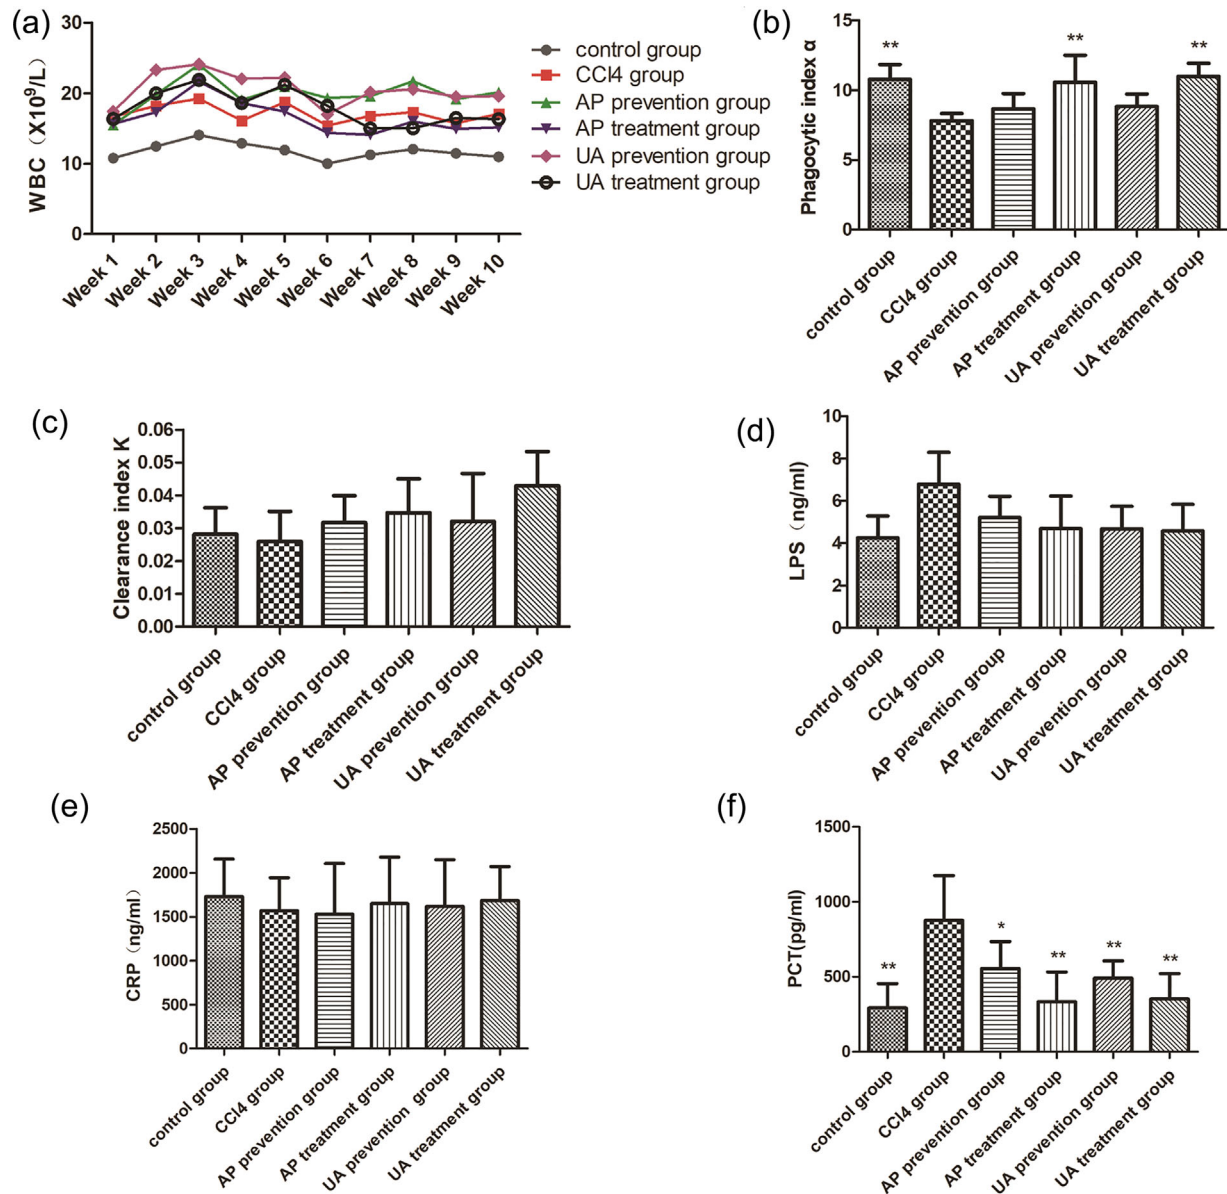 (a)
WBC（X10⁹/L）
30
20
10
0
Week 1
Week 2
Week 3
Week 4
Week 5
Week 6
Week 7
Week 8
Week 9
Week 10
control group
CCl4 group
AP prevention group
AP treatment group
UA prevention group
UA treatment group
(b)
Phagocytic index α
15
10
5
0
**
**
**
control group
CCl4 group
AP prevention group
AP treatment group
UA prevention group
UA treatment group
(c)
Clearance index K
0.06
0.05
0.04
0.03
0.02
0.01
0.00
control group
CCl4 group
AP prevention group
AP treatment group
UA prevention group
UA treatment group
(d)
LPS（ng/ml)
10
8
6
4
2
0
control group
CCl4 group
AP prevention group
AP treatment group
UA prevention group
UA treatment group
(e)
CRP（ng/ml）
2500
2000
1500
1000
500
0
control group
CCl4 group
AP prevention group
AP treatment group
UA prevention group
UA treatment group
(f)
PCT(pg/ml)
1500
1000
500
0
**
*
**
**
**
control group
CCl4 group
AP prevention group
AP treatment group
UA prevention group
UA treatment group